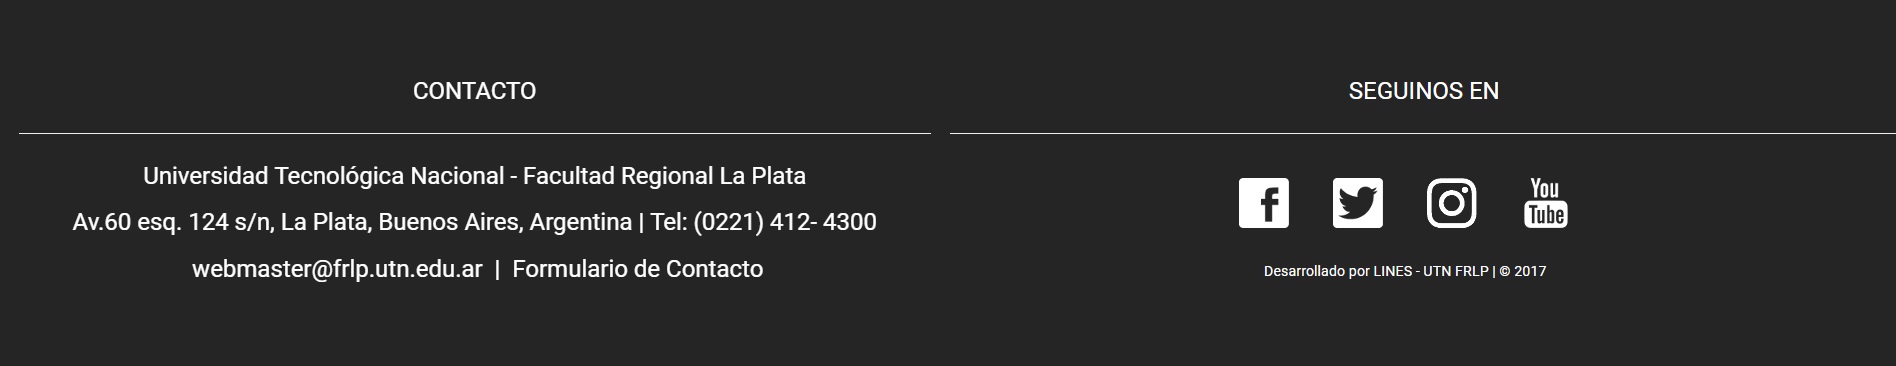 CONTACTO
Universidad Tecnológica Nacional - Facultad Regional La Plata
Av.60 esq. 124 s/n, La Plata, Buenos Aires, Argentina | Tel: (0221) 412- 4300
webmaster@frlp.utn.edu.ar | Formulario de Contacto
SEGUINOS EN
You
Tube
Desarrollado por LINES - UTN FRLP | © 2017